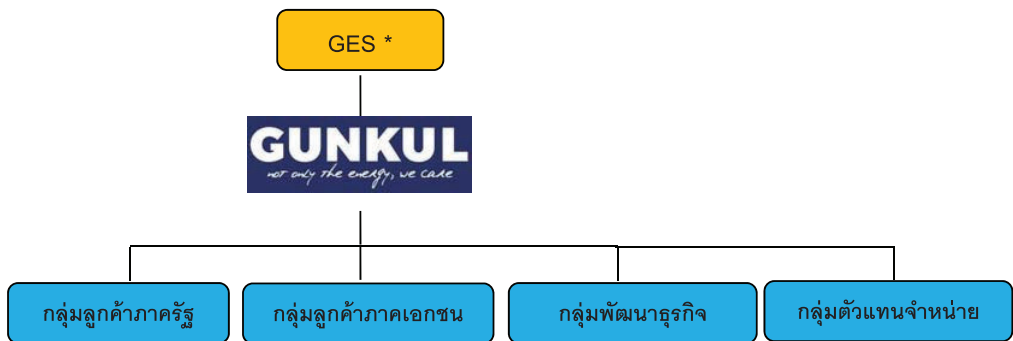 GES *
GUNKUL
not only the energy, we care
กลุ่มลูกค้าภาครัฐ
กลุ่มลูกค้าภาคเอกชน
กลุ่มพัฒนาธุรกิจ
กลุ่มตัวแทนจำหน่าย